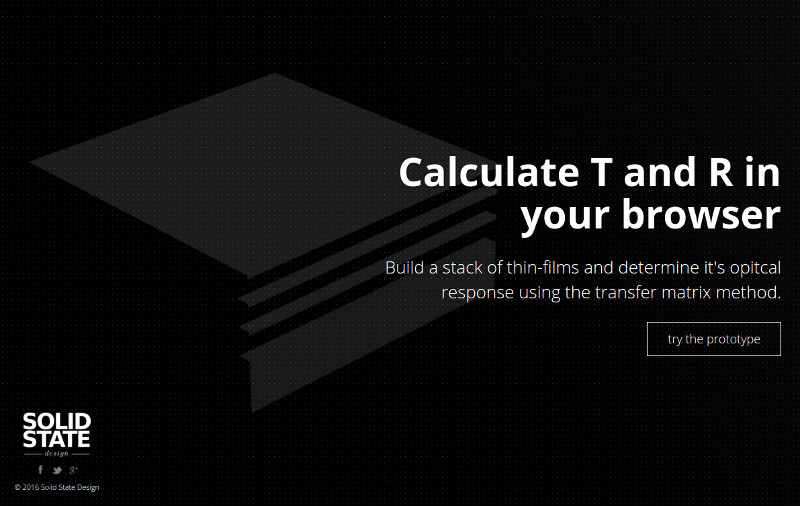 Calculate T and R in
your browser
Build a stack of thin-films and determine it's opitcal
response using the transfer matrix method.
try the prototype
SOLID
STATE
design
© 2016 Solid State Design